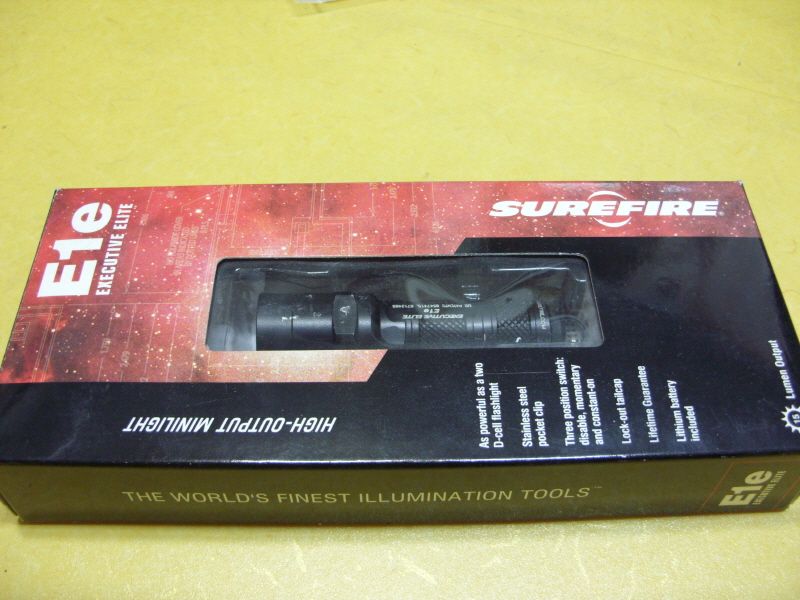 E1e
EXECUTIVE ELITE
SUREFIRE®
EXECUTIVE ELITE
E1e
HIGH-OUTPUT MINILIGHT
As powerful as a two
D-cell flashlight
Stainless steel
pocket clip
Three position switch:
disable, momentary
and constant-on
Lock-out tailcap
Lifetime Guarantee
Lithium battery
included
15
Lumen Output
THE WORLD'S FINEST ILLUMINATION TOOLS™
E1e
EXECUTIVE ELITE